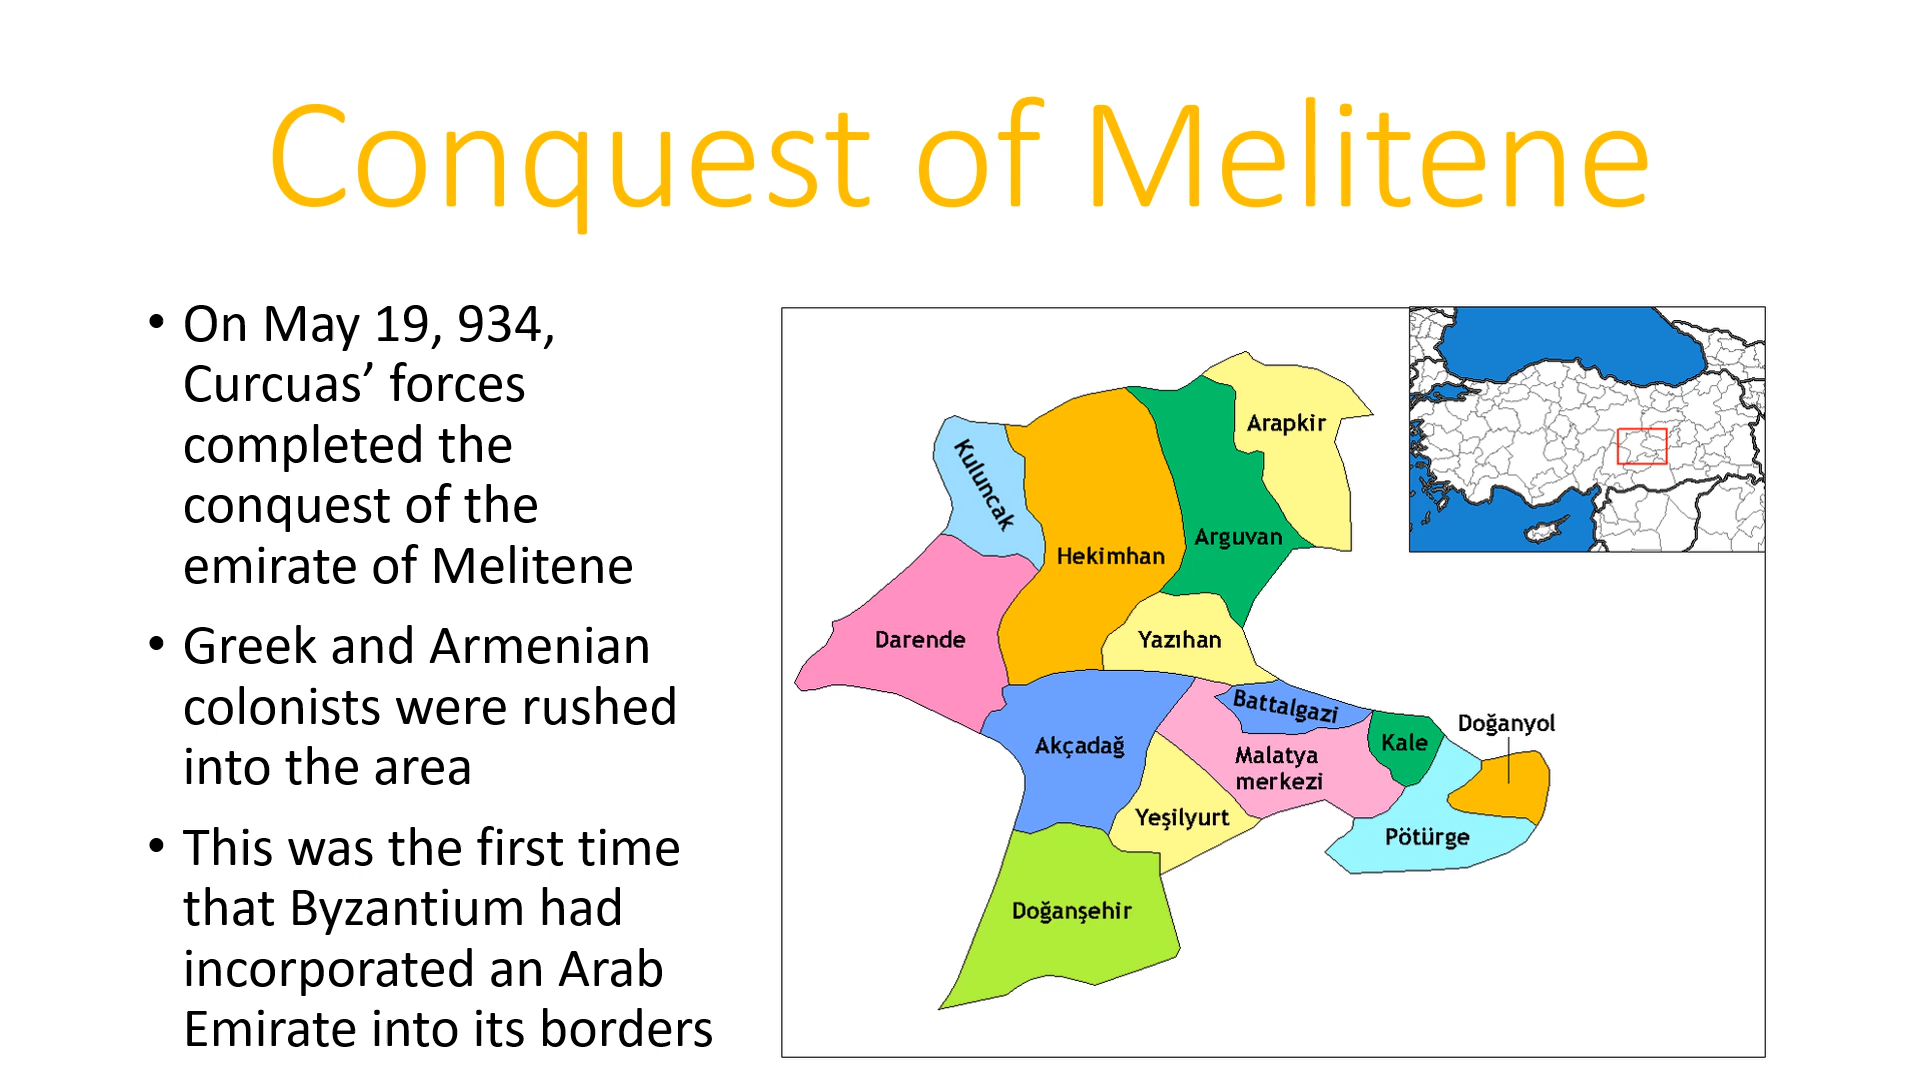 Conquest of Melitene
• On May 19, 934,
Curcuas’ forces
completed the
conquest of the
emirate of Melitene
• Greek and Armenian
colonists were rushed
into the area
• This was the first time
that Byzantium had
incorporated an Arab
Emirate into its borders
Arapkir
Kuluncak
Arguvan
Hekimhan
Darende
Yazıhan
Battalgazi
Doğanyol
Akçadağ
Kale
Malatya
merkezi
Yeşilyurt
Pötürge
Doğanşehir